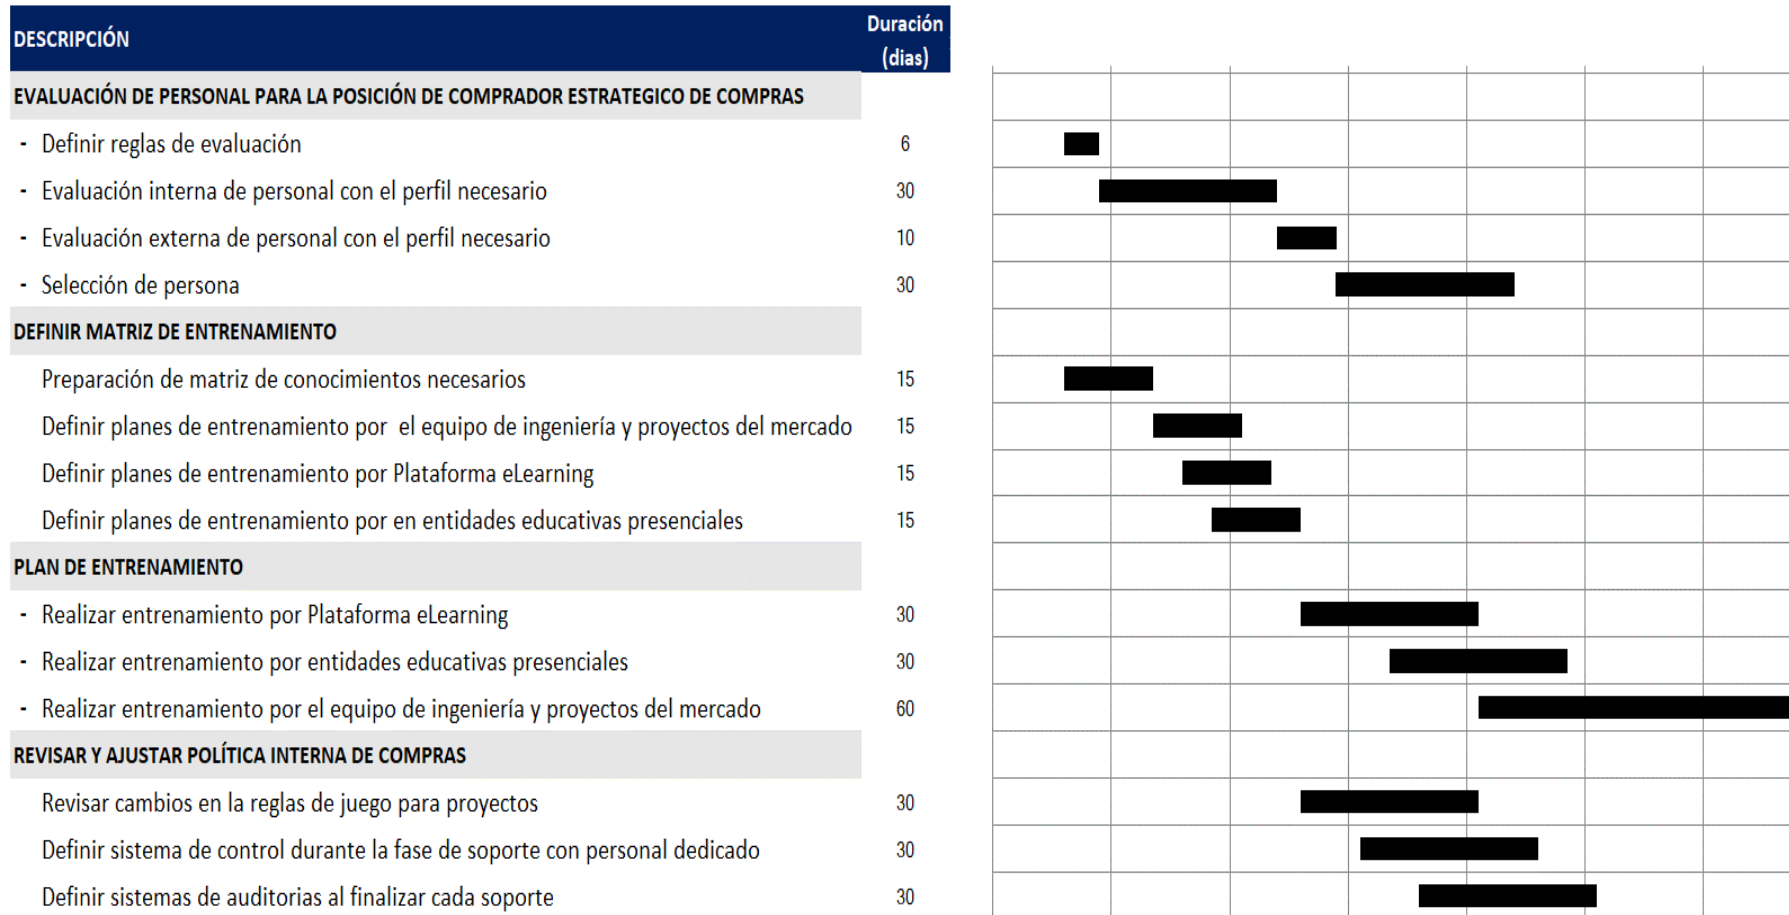 DESCRIPCIÓN Duración
(dias)
EVALUACIÓN DE PERSONAL PARA LA POSICIÓN DE COMPRADOR ESTRATEGICO DE COMPRAS
- Definir reglas de evaluación 6
- Evaluación interna de personal con el perfil necesario 30
- Evaluación externa de personal con el perfil necesario 10
- Selección de persona 30
DEFINIR MATRIZ DE ENTRENAMIENTO
Preparación de matriz de conocimientos necesarios 15
Definir planes de entrenamiento por el equipo de ingeniería y proyectos del mercado 15
Definir planes de entrenamiento por Plataforma eLearning 15
Definir planes de entrenamiento por en entidades educativas presenciales 15
PLAN DE ENTRENAMIENTO
- Realizar entrenamiento por Plataforma eLearning 30
- Realizar entrenamiento por entidades educativas presenciales 30
- Realizar entrenamiento por el equipo de ingeniería y proyectos del mercado 60
REVISAR Y AJUSTAR POLÍTICA INTERNA DE COMPRAS
Revisar cambios en la reglas de juego para proyectos 30
Definir sistema de control durante la fase de soporte con personal dedicado 30
Definir sistemas de auditorias al finalizar cada soporte 30